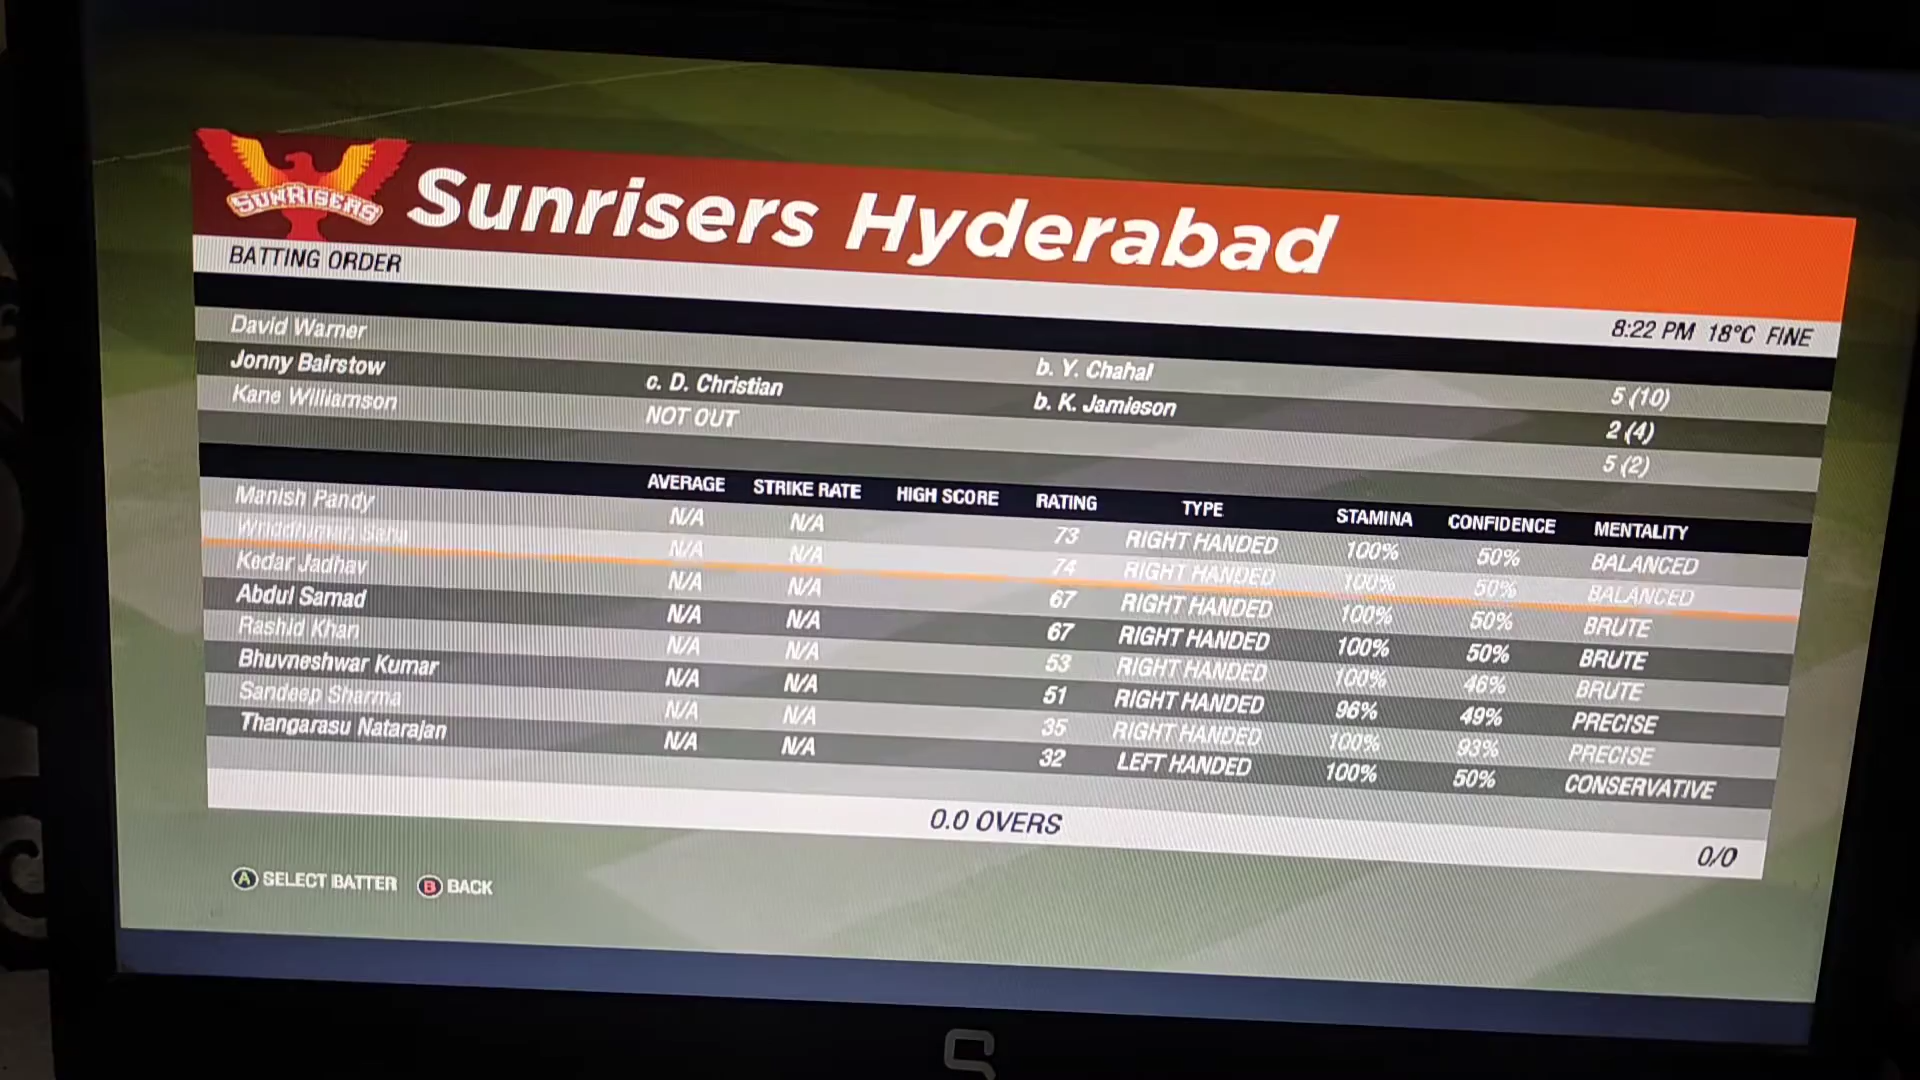 SUNRISERS
Sunrisers Hyderabad
BATTING ORDER
8:22 PM 18°C FINE
David Warner b. Y. Chahal 5 (10)
Jonny Bairstow c. D. Christian b. K. Jamieson 2 (4)
Kane Williamson NOT OUT 5 (2)
AVERAGE STRIKE RATE HIGH SCORE RATING TYPE STAMINA CONFIDENCE MENTALITY
Manish Pandy N/A N/A 73 RIGHT HANDED 100% 50% BALANCED
Wriddhiman Saha N/A N/A 74 RIGHT HANDED 100% 50% BALANCED
Kedar Jadhav N/A N/A 67 RIGHT HANDED 100% 50% BRUTE
Abdul Samad N/A N/A 67 RIGHT HANDED 100% 50% BRUTE
Rashid Khan N/A N/A 53 RIGHT HANDED 100% 46% BRUTE
Bhuvneshwar Kumar N/A N/A 51 RIGHT HANDED 96% 49% PRECISE
Sandeep Sharma N/A N/A 35 RIGHT HANDED 100% 93% PRECISE
Thangarasu Natarajan N/A N/A 32 LEFT HANDED 100% 50% CONSERVATIVE
0.0 OVERS 0/0
A SELECT BATTER B BACK